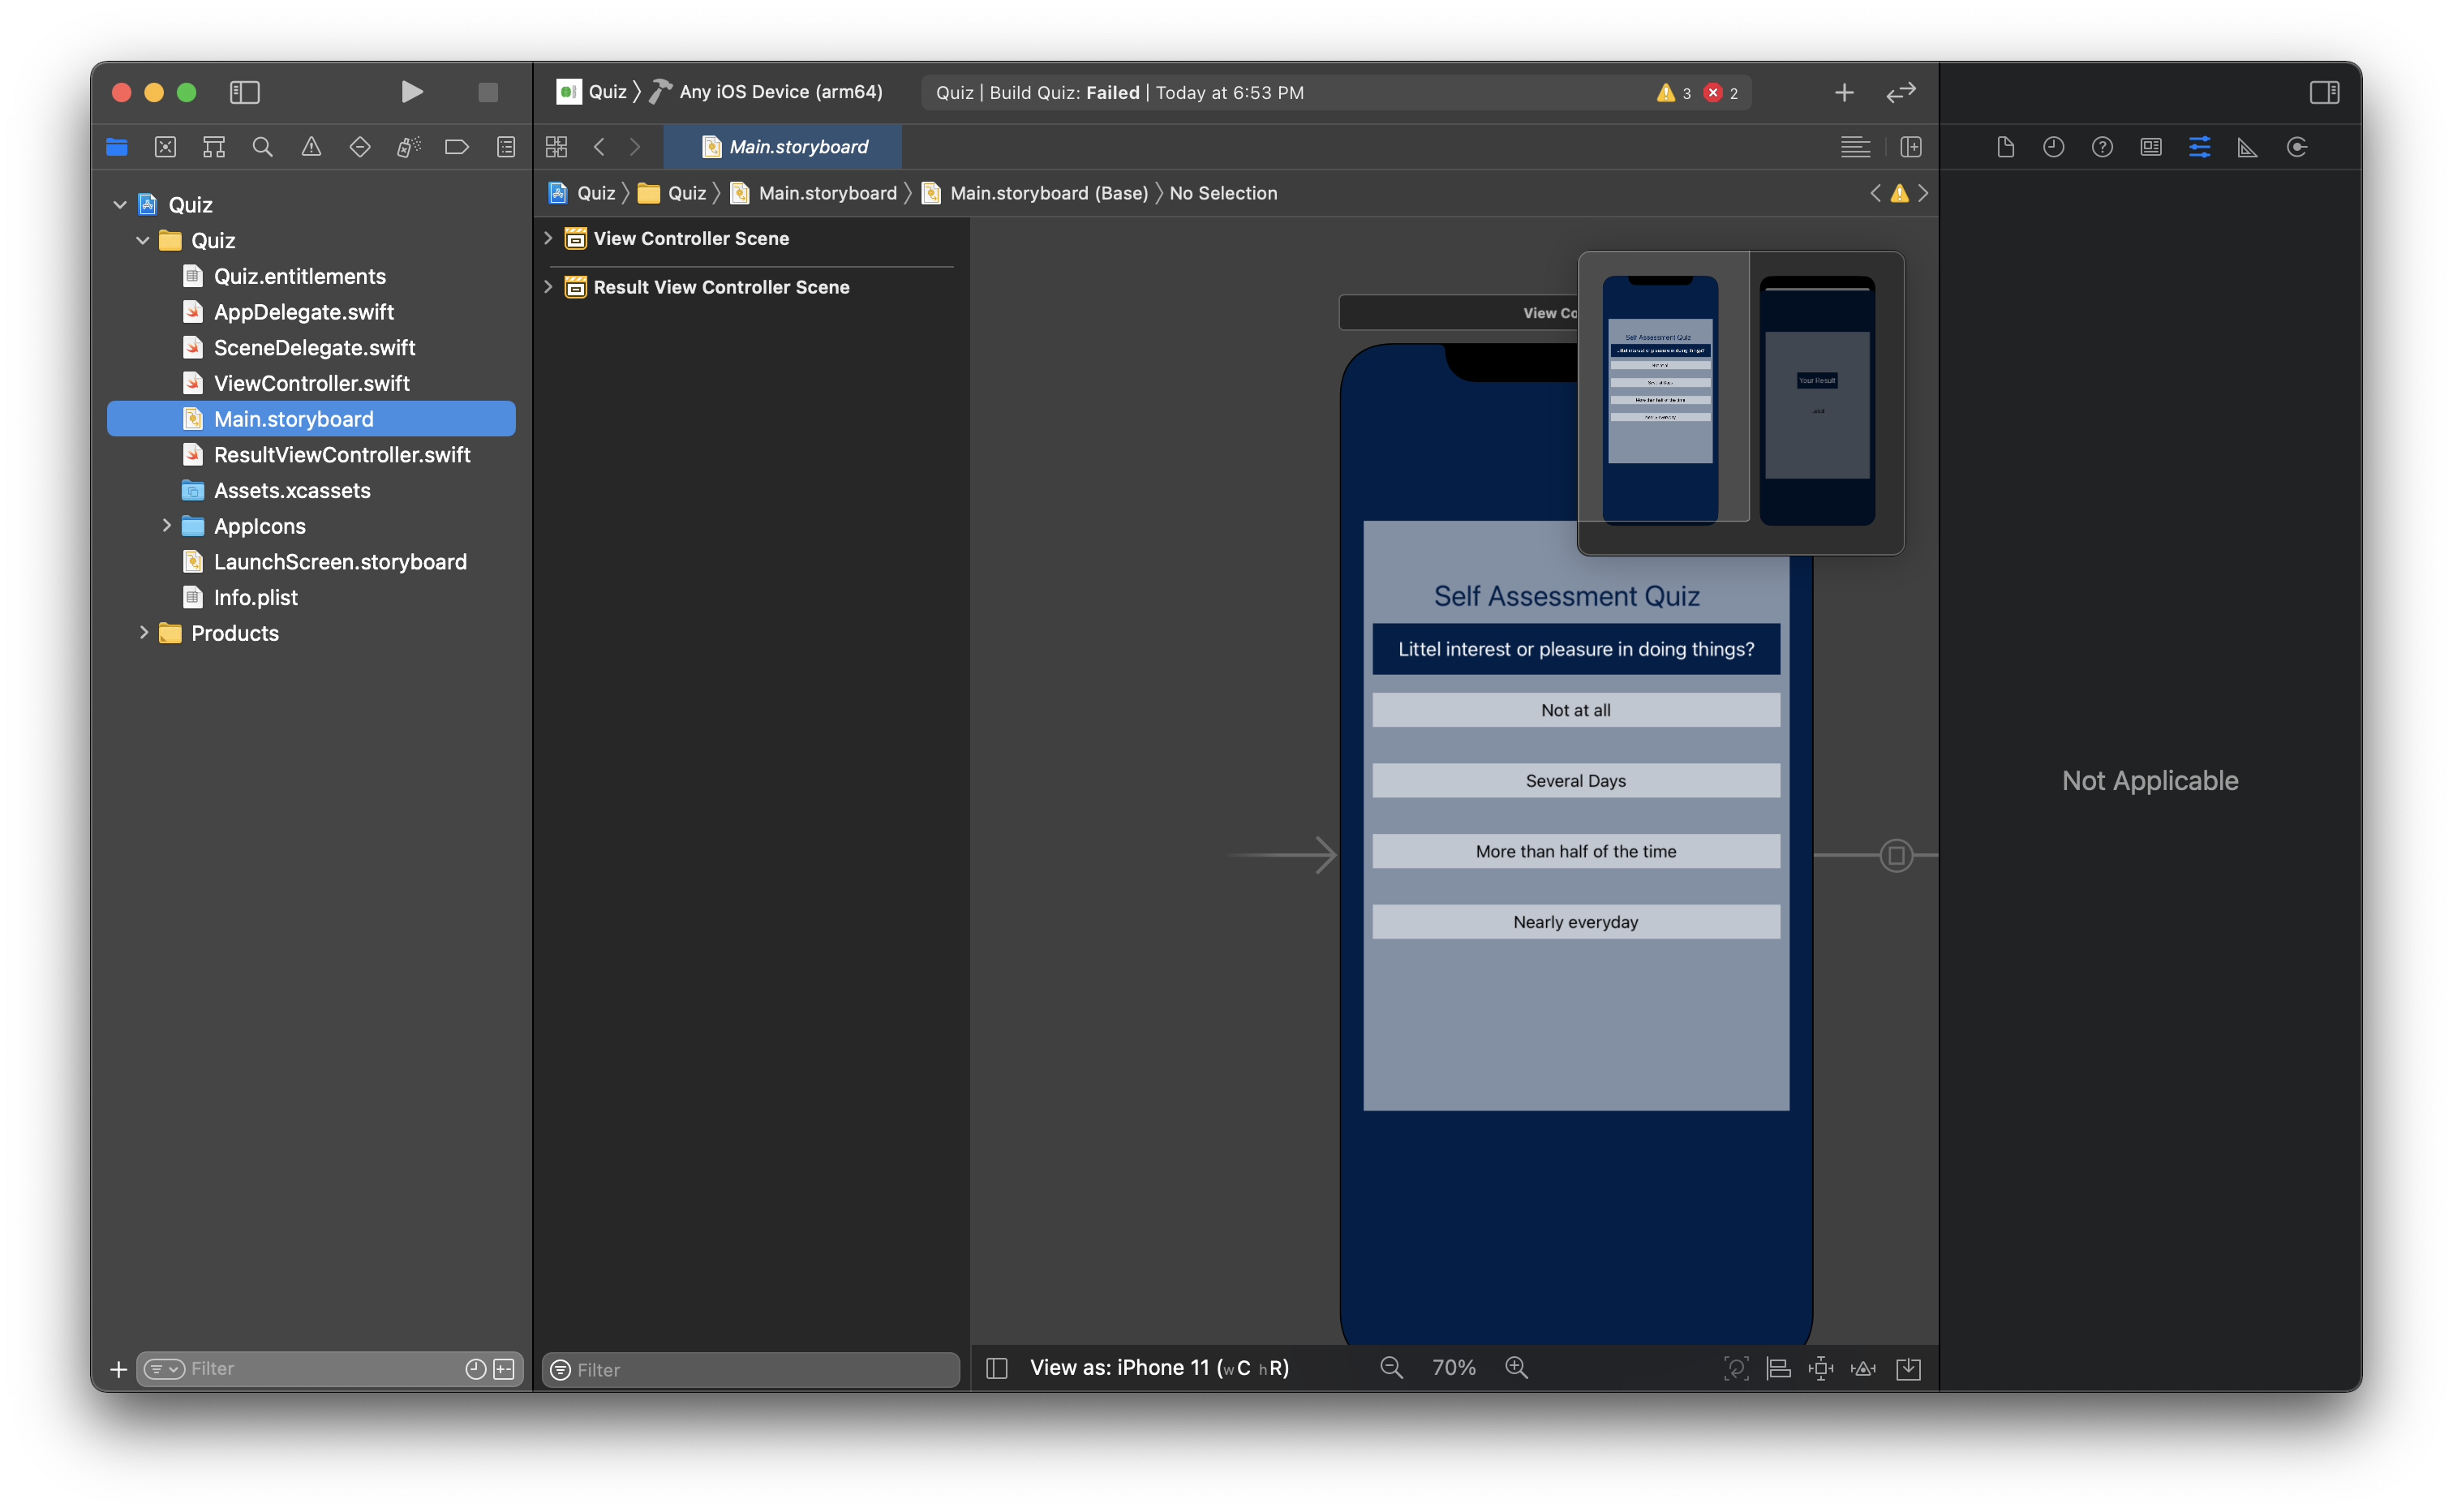 Quiz Any iOS Device (arm64)
Quiz | Build Quiz: Failed | Today at 6:53 PM
3 2
Main.storyboard
Quiz Quiz Main.storyboard Main.storyboard (Base) No Selection
Quiz
Quiz
Quiz.entitlements
AppDelegate.swift
SceneDelegate.swift
ViewController.swift
Main.storyboard
ResultViewController.swift
Assets.xcassets
AppIcons
LaunchScreen.storyboard
Info.plist
Products
Filter
View Controller Scene
Result View Controller Scene
Filter
View Co
Self Assessment Quiz
Your Result
Self Assessment Quiz
Littel interest or pleasure in doing things?
Not at all
Several Days
More than half of the time
Nearly everyday
View as: iPhone 11 (wC hR)
70%
Not Applicable